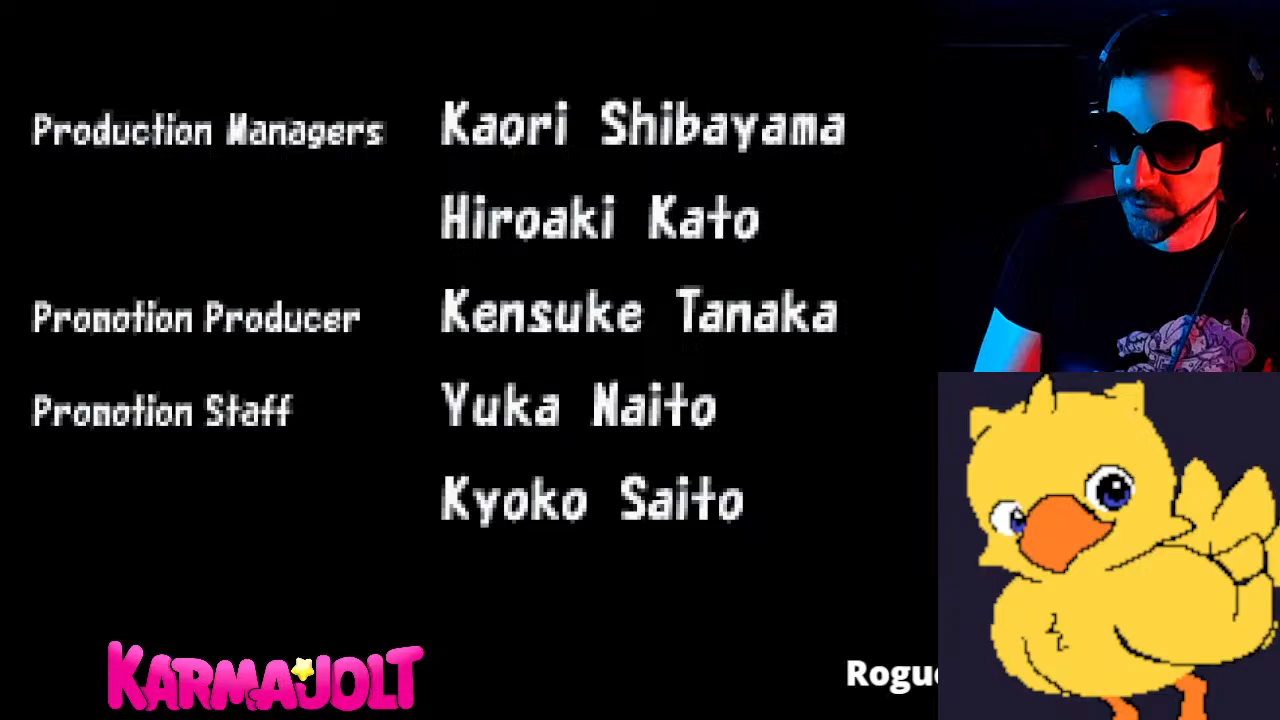 Production Managers Kaori Shibayama
Hiroaki Kato
Promotion Producer Kensuke Tanaka
Promotion Staff Yuka Naito
Kyoko Saito
KARMAJOLT